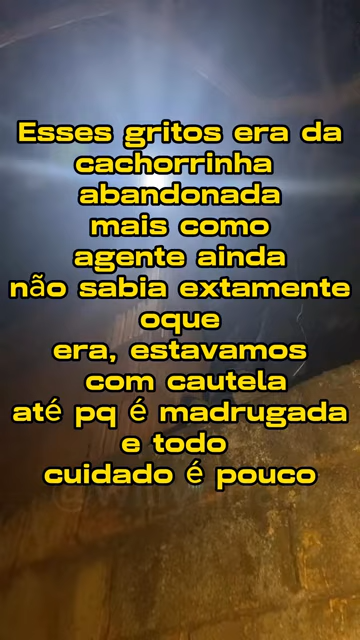 Esses gritos era da
cachorrinha
abandonada
mais como
agente ainda
não sabia extamente
oque
era, estavamos
com cautela
até pq é madrugada
e todo
cuidado é pouco